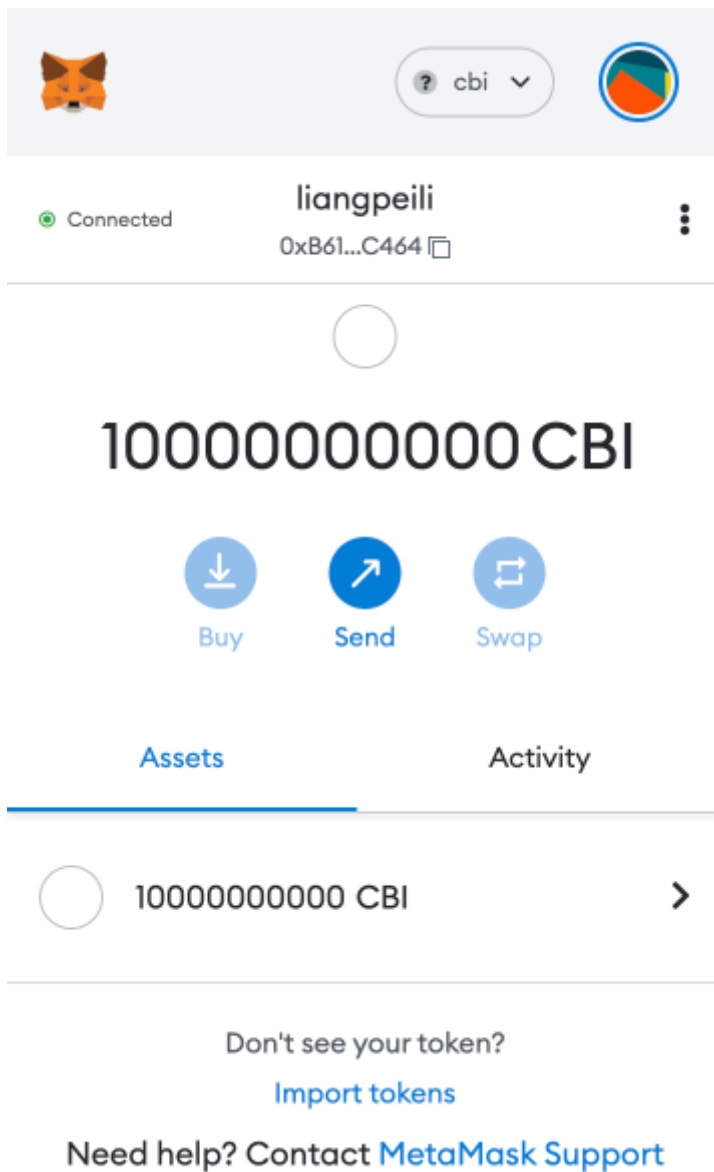 ? cbi
Connected
liangpeili
0xB61...C464
10000000000 CBI
Buy Send Swap
Assets Activity
10000000000 CBI
Don't see your token?
Import tokens
Need help? Contact MetaMask Support